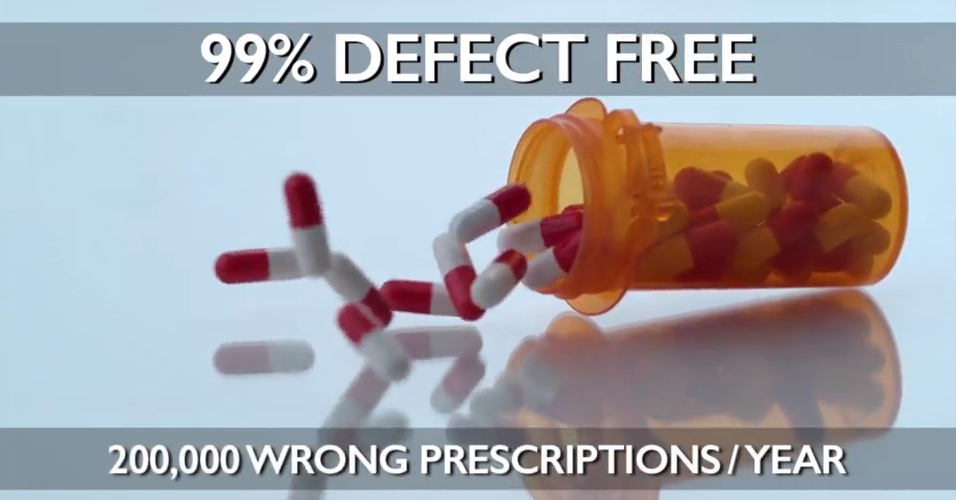 99% DEFECT FREE
200,000 WRONG PRESCRIPTIONS / YEAR